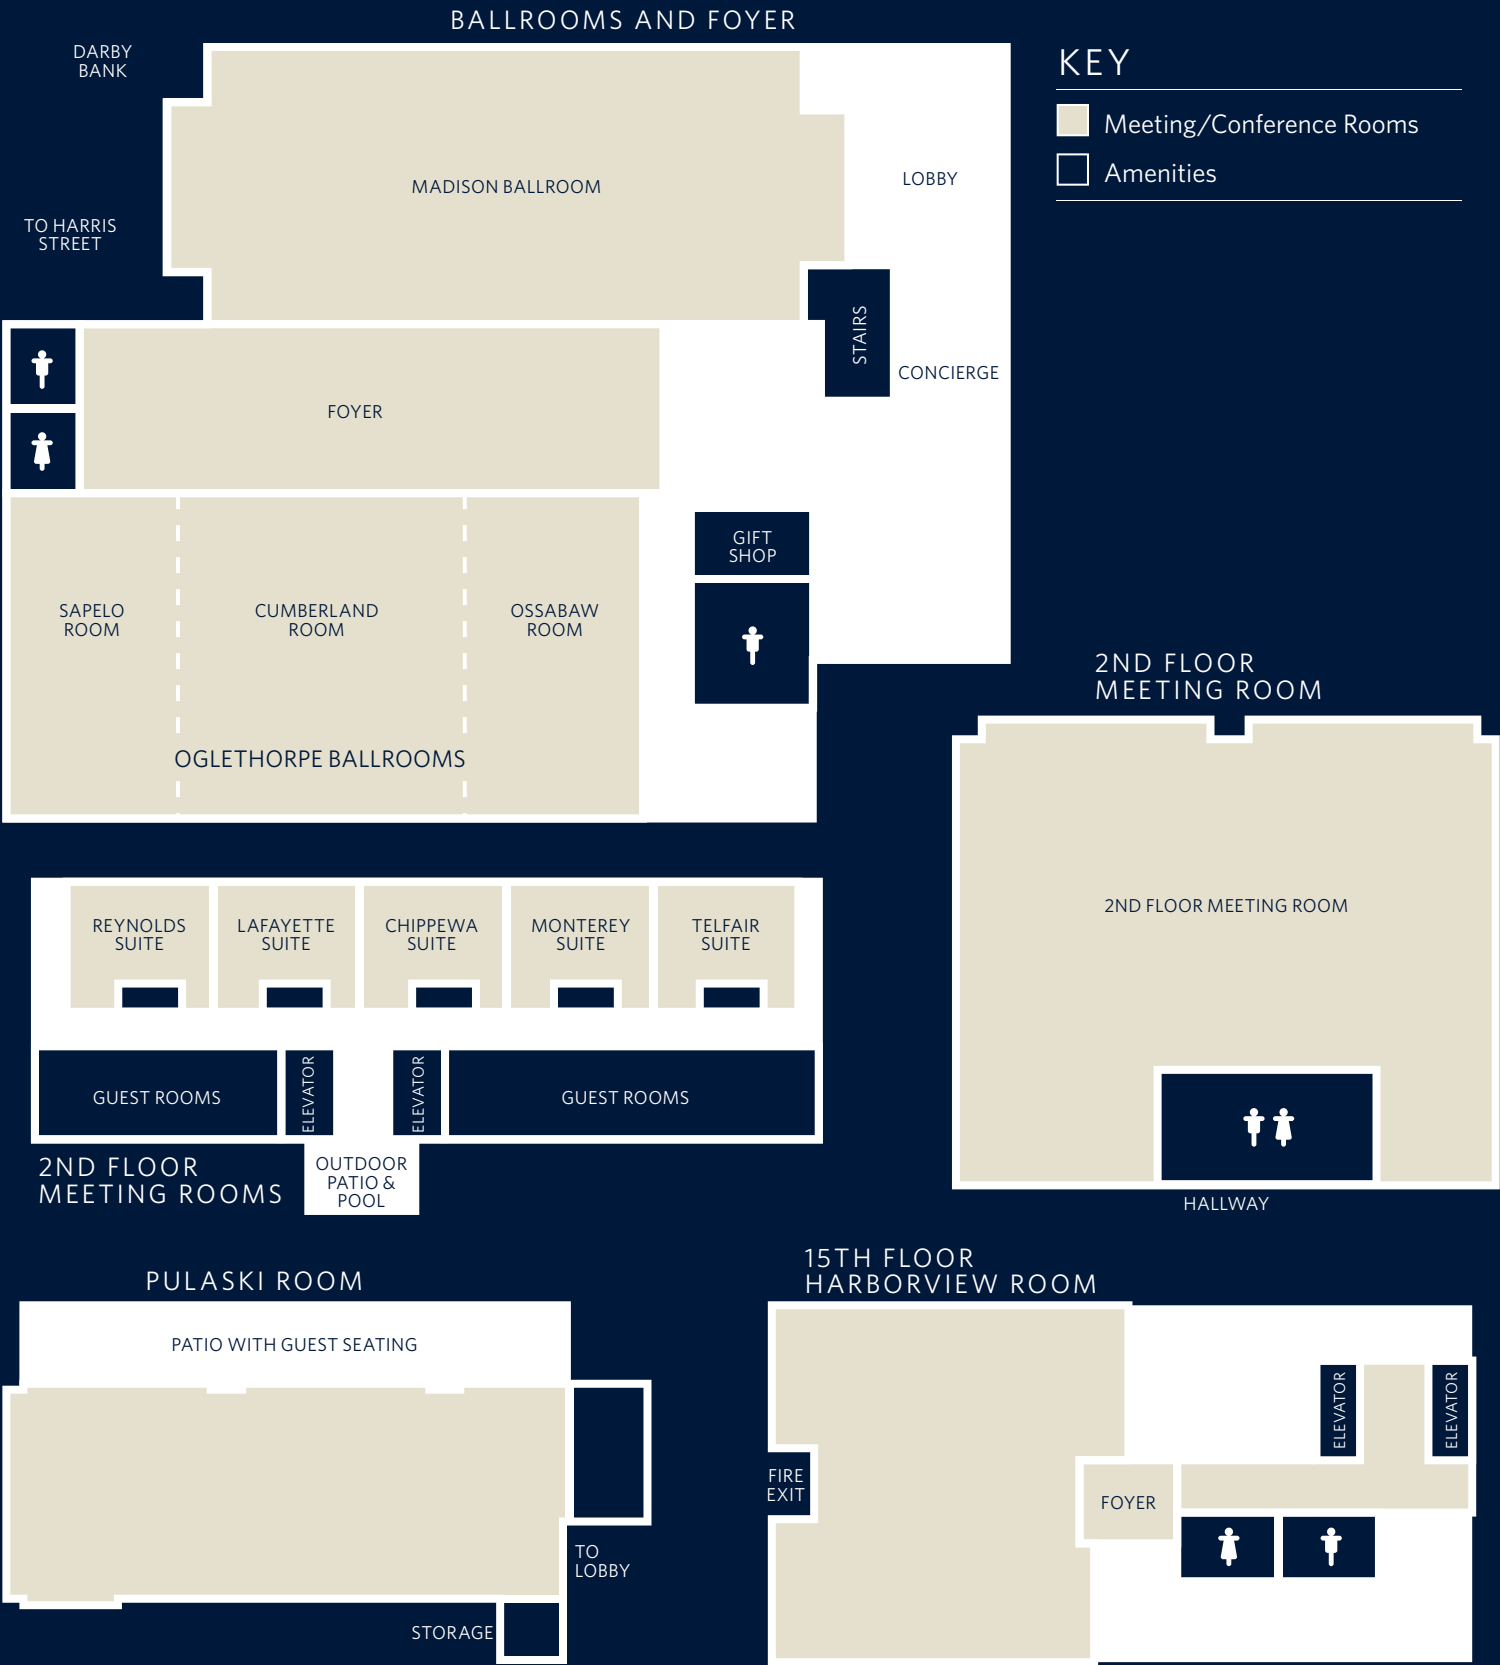 BALLROOMS AND FOYER
DARBY
BANK
KEY
Meeting/Conference Rooms
Amenities
MADISON BALLROOM
LOBBY
TO HARRIS
STREET
STAIRS
CONCIERGE
FOYER
GIFT
SHOP
SAPELO
ROOM
CUMBERLAND
ROOM
OSSABAW
ROOM
OGLETHORPE BALLROOMS
2ND FLOOR
MEETING ROOM
2ND FLOOR MEETING ROOM
HALLWAY
REYNOLDS
SUITE
LAFAYETTE
SUITE
CHIPPEWA
SUITE
MONTEREY
SUITE
TELFAIR
SUITE
GUEST ROOMS
ELEVATOR
ELEVATOR
GUEST ROOMS
2ND FLOOR
MEETING ROOMS
OUTDOOR
PATIO &
POOL
PULASKI ROOM
PATIO WITH GUEST SEATING
TO
LOBBY
STORAGE
15TH FLOOR
HARBORVIEW ROOM
ELEVATOR
ELEVATOR
FIRE
EXIT
FOYER